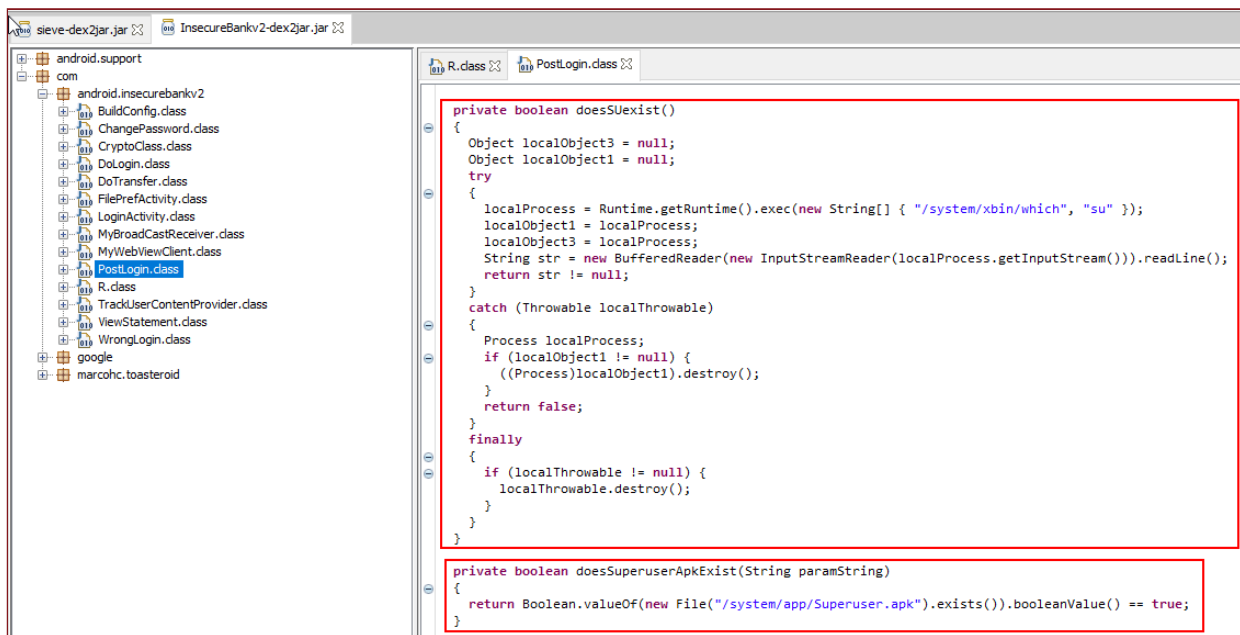 sieve-dex2jar.jar
InsecureBankv2-dex2jar.jar
android.support
com
android.insecurebankv2
BuildConfig.class
ChangePassword.class
CryptoClass.class
DoLogin.class
DoTransfer.class
FilePrefActivity.class
LoginActivity.class
MyBroadCastReceiver.class
MyWebViewClient.class
PostLogin.class
R.class
TrackUserContentProvider.class
ViewStatement.class
WrongLogin.class
google
marcohc.toasteroid
R.class
PostLogin.class
private boolean doesSUexist()
{
Object localObject3 = null;
Object localObject1 = null;
try
{
localProcess = Runtime.getRuntime().exec(new String[] { "/system/xbin/which", "su" });
localObject1 = localProcess;
localObject3 = localProcess;
String str = new BufferedReader(new InputStreamReader(localProcess.getInputStream())).readLine();
return str != null;
}
catch (Throwable localThrowable)
{
Process localProcess;
if (localObject1 != null) {
((Process)localObject1).destroy();
}
return false;
}
finally
{
if (localThrowable != null) {
localThrowable.destroy();
}
}
}
private boolean doesSuperuserApkExist(String paramString)
{
return Boolean.valueOf(new File("/system/app/Superuser.apk").exists()).booleanValue() == true;
}